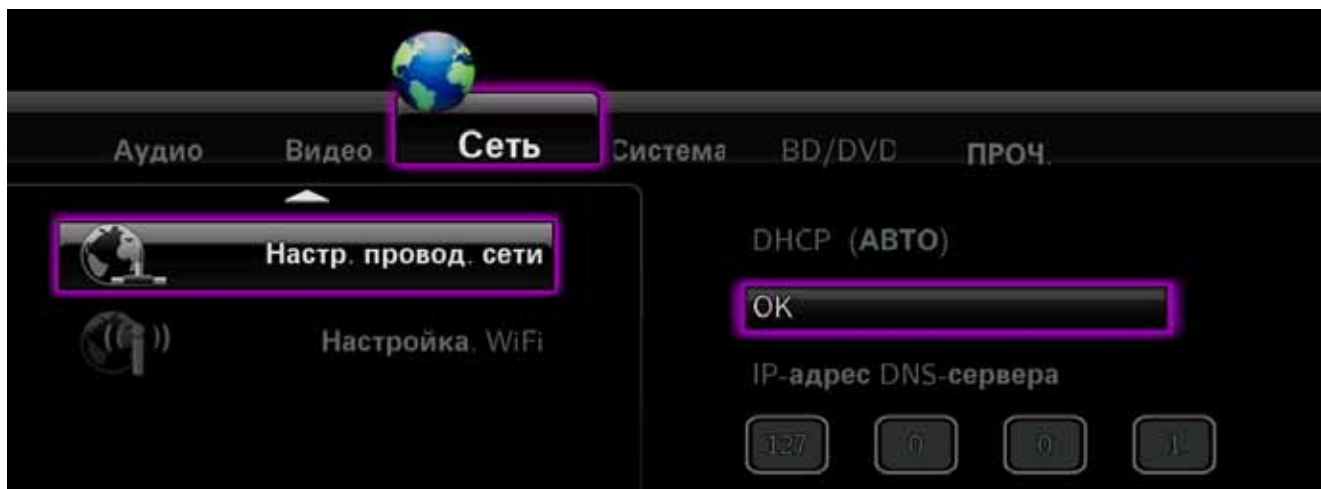 Аудио Видео Сеть Система BD/DVD ПРОЧ.
Настр. провод. сети
Настройка. WiFi
DHCP (АВТО)
OK
IP-адрес DNS-сервера
127 0 0 1